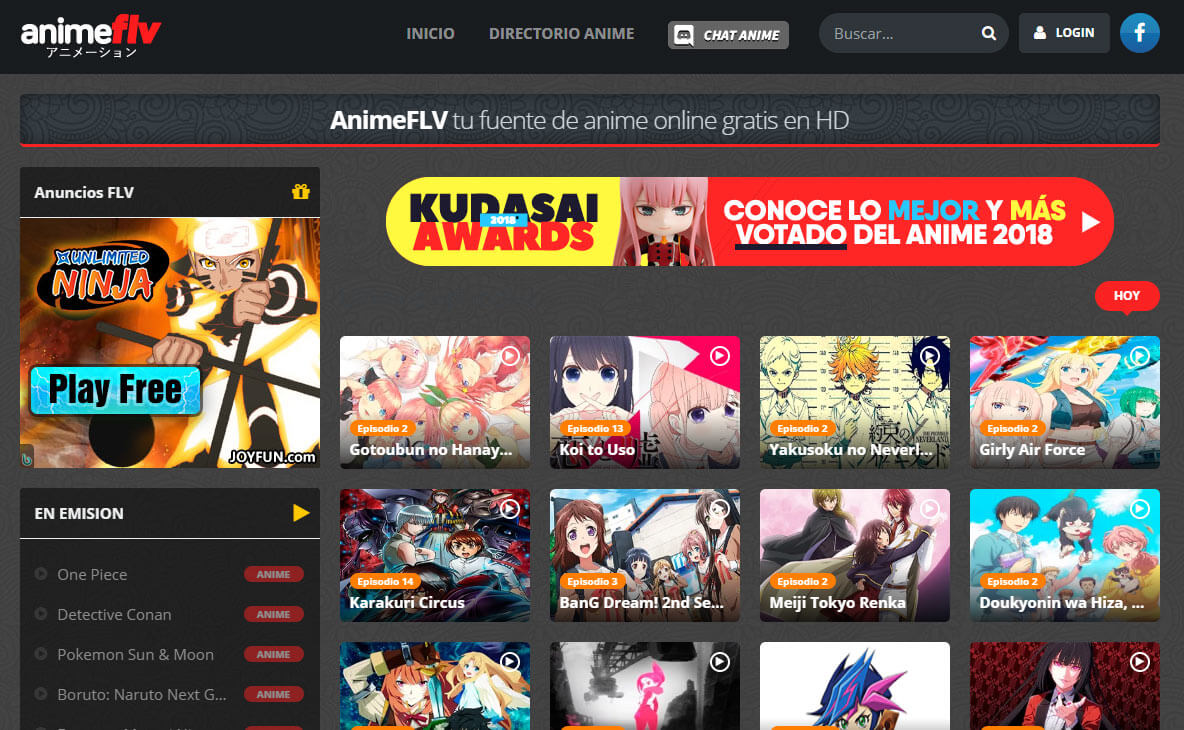 animeflv
アニメーション
INICIO
DIRECTORIO ANIME
CHAT ANIME
Buscar...
LOGIN
AnimeFLV tu fuente de anime online gratis en HD
Anuncios FLV
UNLIMITED
NINJA
Play Free
JOYFUN.com
KUDASAI
2018
AWARDS
CONOCE LO MEJOR Y MÁS
VOTADO DEL ANIME 2018
HOY
Episodio 2
Gotoubun no Hanay...
Episodio 13
Koi to Uso
Episodio 2
Yakusoku no Neveri...
Episodio 2
Girly Air Force
EN EMISION
One Piece ANIME
Detective Conan ANIME
Pokemon Sun & Moon ANIME
Boruto: Naruto Next G... ANIME
Episodio 14
Karakuri Circus
Episodio 3
BanG Dream! 2nd Se...
Episodio 2
Meiji Tokyo Renka
Episodio 2
Doukyonin wa Hiza, ...